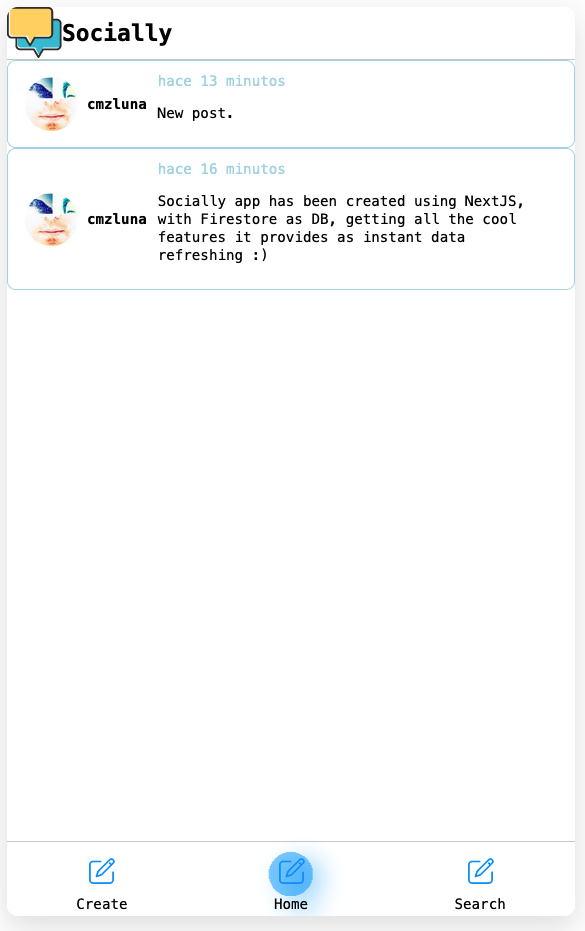 Socially
hace 13 minutos
cmzluna
New post.
hace 16 minutos
cmzluna
Socially app has been created using NextJS,
with Firestore as DB, getting all the cool
features it provides as instant data
refreshing :)
Create
Home
Search